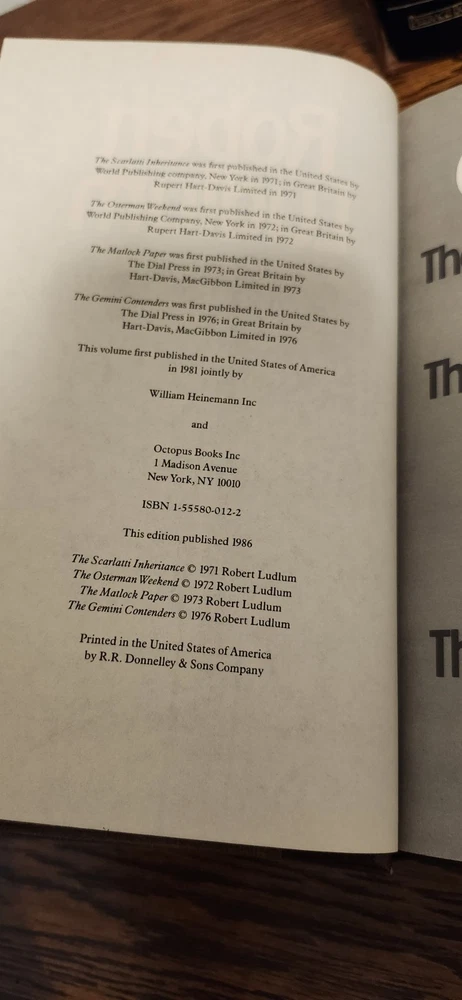 The Scarlatti Inheritance was first published in the United States by
World Publishing company, New York in 1971; in Great Britain by
Rupert Hart-Davis Limited in 1971
The Osterman Weekend was first published in the United States by
World Publishing Company, New York in 1972; in Great Britain by
Rupert Hart-Davis Limited in 1972
The Matlock Paper was first published in the United States by
The Dial Press in 1973; in Great Britain by
Hart-Davis, MacGibbon Limited in 1973
The Gemini Contenders was first published in the United States by
The Dial Press in 1976; in Great Britain by
Hart-Davis, MacGibbon Limited in 1976
This volume first published in the United States of America
in 1981 jointly by
William Heinemann Inc
and
Octopus Books Inc
1 Madison Avenue
New York, NY 10010
ISBN 1-55580-012-2
This edition published 1986
The Scarlatti Inheritance © 1971 Robert Ludlum
The Osterman Weekend © 1972 Robert Ludlum
The Matlock Paper © 1973 Robert Ludlum
The Gemini Contenders © 1976 Robert Ludlum
Printed in the United States of America
by R.R. Donnelley & Sons Company
The
Th
Th